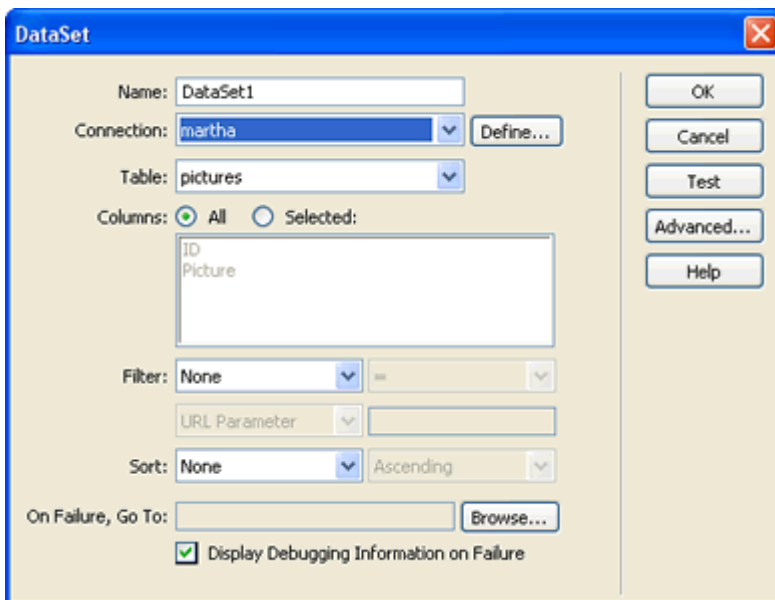 DataSet
Name: DataSet1
OK
Connection: martha Define...
Cancel
Table: pictures
Test
Columns: All Selected:
Advanced...
ID
Picture
Help
Filter: None =
URL Parameter
Sort: None Ascending
On Failure, Go To: Browse...
Display Debugging Information on Failure